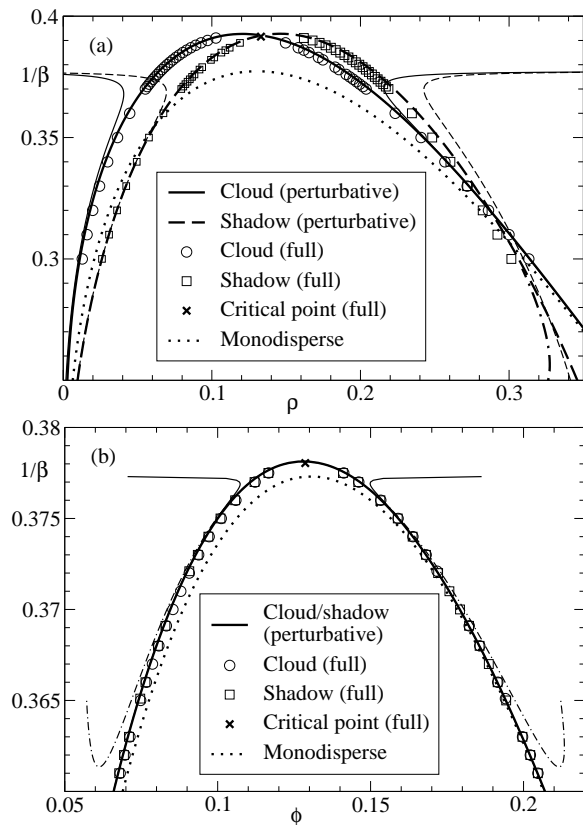 0.4
(a)
1/β
0.35
Cloud (perturbative)
Shadow (perturbative)
Cloud (full)
0.3
Shadow (full)
Critical point (full)
Monodisperse
0 0.1 0.2 0.3
ρ
0.38
(b)
1/β
0.375
0.37
Cloud/shadow
(perturbative)
Cloud (full)
0.365
Shadow (full)
Critical point (full)
Monodisperse
0.05 0.1 0.15 0.2
ϕ